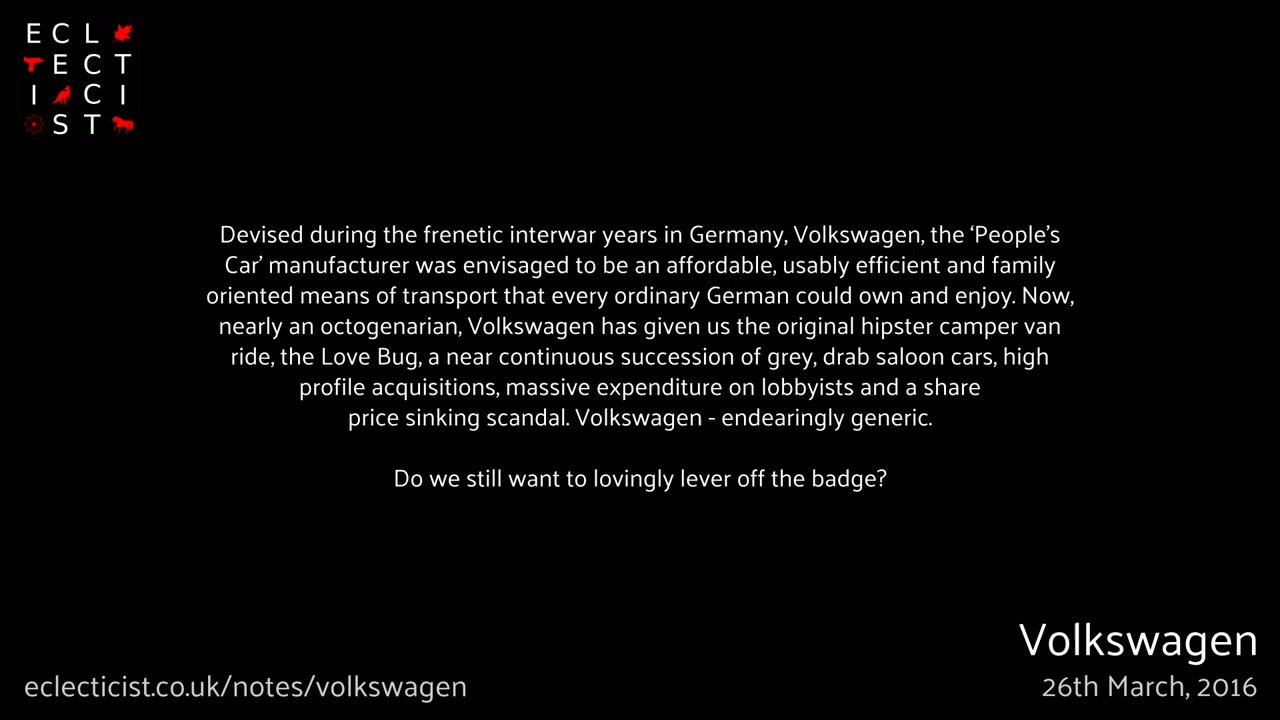 E C L
E C T
I C I
S T
Devised during the frenetic interwar years in Germany, Volkswagen, the ‘People’s
Car’ manufacturer was envisaged to be an affordable, usably efficient and family
oriented means of transport that every ordinary German could own and enjoy. Now,
nearly an octogenarian, Volkswagen has given us the original hipster camper van
ride, the Love Bug, a near continuous succession of grey, drab saloon cars, high
profile acquisitions, massive expenditure on lobbyists and a share
price sinking scandal. Volkswagen - endearingly generic.
Do we still want to lovingly lever off the badge?
Volkswagen
eclecticist.co.uk/notes/volkswagen
26th March, 2016